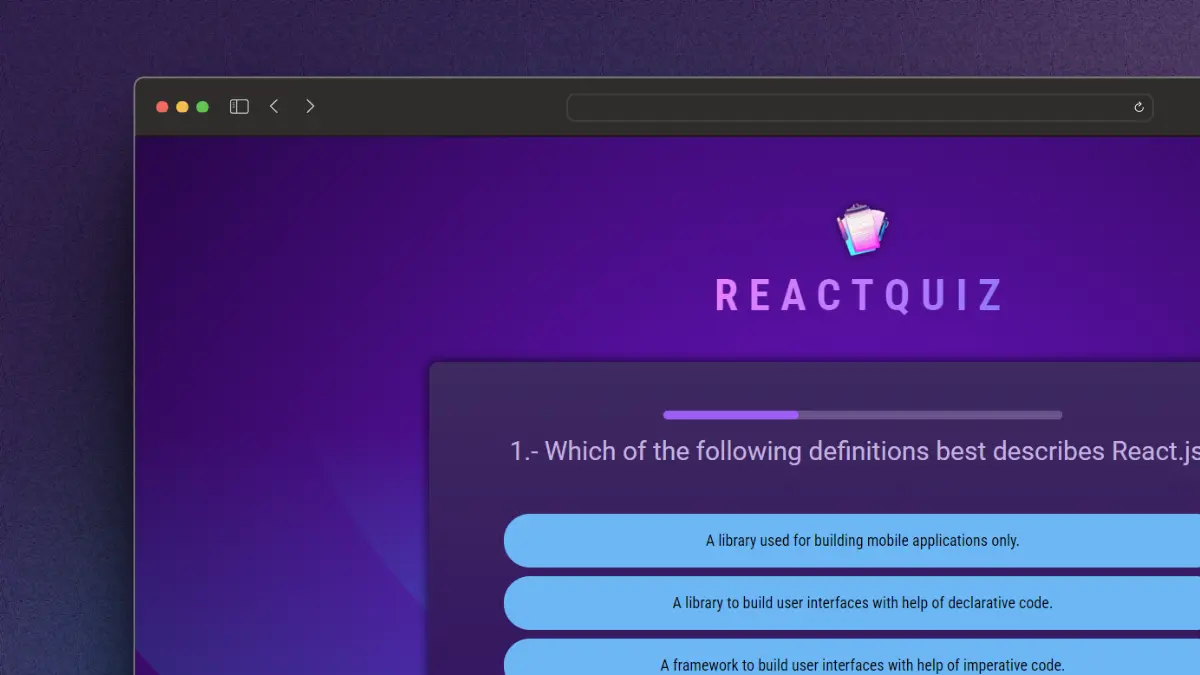 REACTQUIZ
1.- Which of the following definitions best describes React.js
A library used for building mobile applications only.
A library to build user interfaces with help of declarative code.
A framework to build user interfaces with help of imperative code.